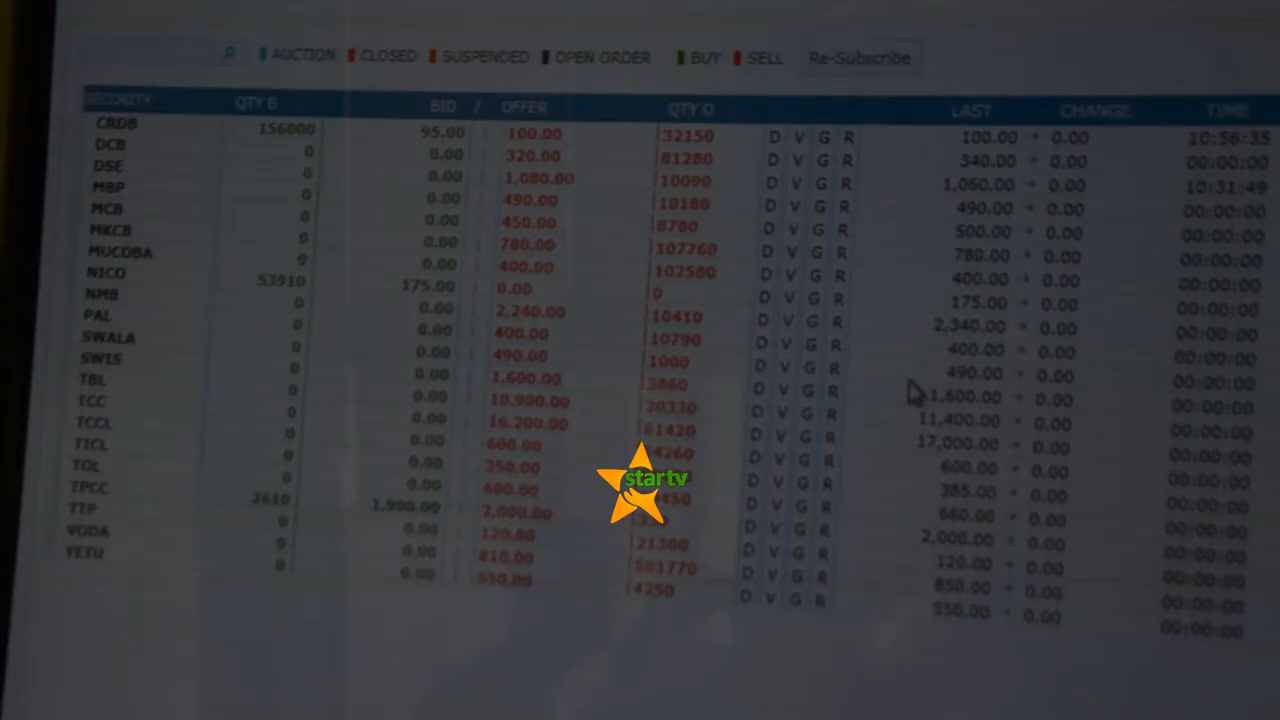 AUCTION CLOSED SUSPENDED OPEN ORDER BUY SELL Re-Subscribe
SECURITY QTY B BID / OFFER QTY O LAST CHANGE TIME
CRDB 156000 95.00 / 100.00 32150 D V G R 100.00 + 0.00 10:56:35
DCB 0 0.00 / 320.00 81280 D V G R 340.00 + 0.00 00:00:00
DSE 0 0.00 / 1,080.00 10090 D V G R 1,060.00 + 0.00 10:31:49
MBP 0 0.00 / 490.00 10180 D V G R 490.00 + 0.00 00:00:00
MCB 0 0.00 / 450.00 8780 D V G R 500.00 + 0.00 00:00:00
MKCB 0 0.00 / 780.00 107760 D V G R 780.00 + 0.00 00:00:00
MUCOBA 0 0.00 / 400.00 102580 D V G R 400.00 + 0.00 00:00:00
NICO 53910 175.00 / 0.00 0 D V G R 175.00 + 0.00 00:00:00
NMB 0 0.00 / 2,240.00 10410 D V G R 2,340.00 + 0.00 00:00:00
PAL 0 0.00 / 400.00 10790 D V G R 400.00 + 0.00 00:00:00
SWALA 0 0.00 / 490.00 1000 D V G R 490.00 + 0.00 00:00:00
SWIS 0 0.00 / 1,600.00 3860 D V G R 1,600.00 + 0.00 00:00:00
TBL 0 0.00 / 10,900.00 20330 D V G R 11,400.00 + 0.00 00:00:00
TCC 0 0.00 / 16,200.00 61420 D V G R 17,000.00 + 0.00 00:00:00
TCCL 0 0.00 / 600.00 D V G R 600.00 + 0.00 00:00:00
TICL 0 0.00 / 350.00 D V G R 385.00 + 0.00 00:00:00
TOL 0 0.00 / 600.00 D V G R 660.00 + 0.00 00:00:00
TPCC 2610 1,900.00 / 2,000.00 D V G R 2,000.00 + 0.00 00:00:00
TTP 0 0.00 / 120.00 21300 D V G R 120.00 + 0.00 00:00:00
VODA 0 0.00 / 810.00 501770 D V G R 850.00 + 0.00 00:00:00
YETU 0 0.00 / 550.00 4250 D V G R 550.00 + 0.00 00:00:00
startv